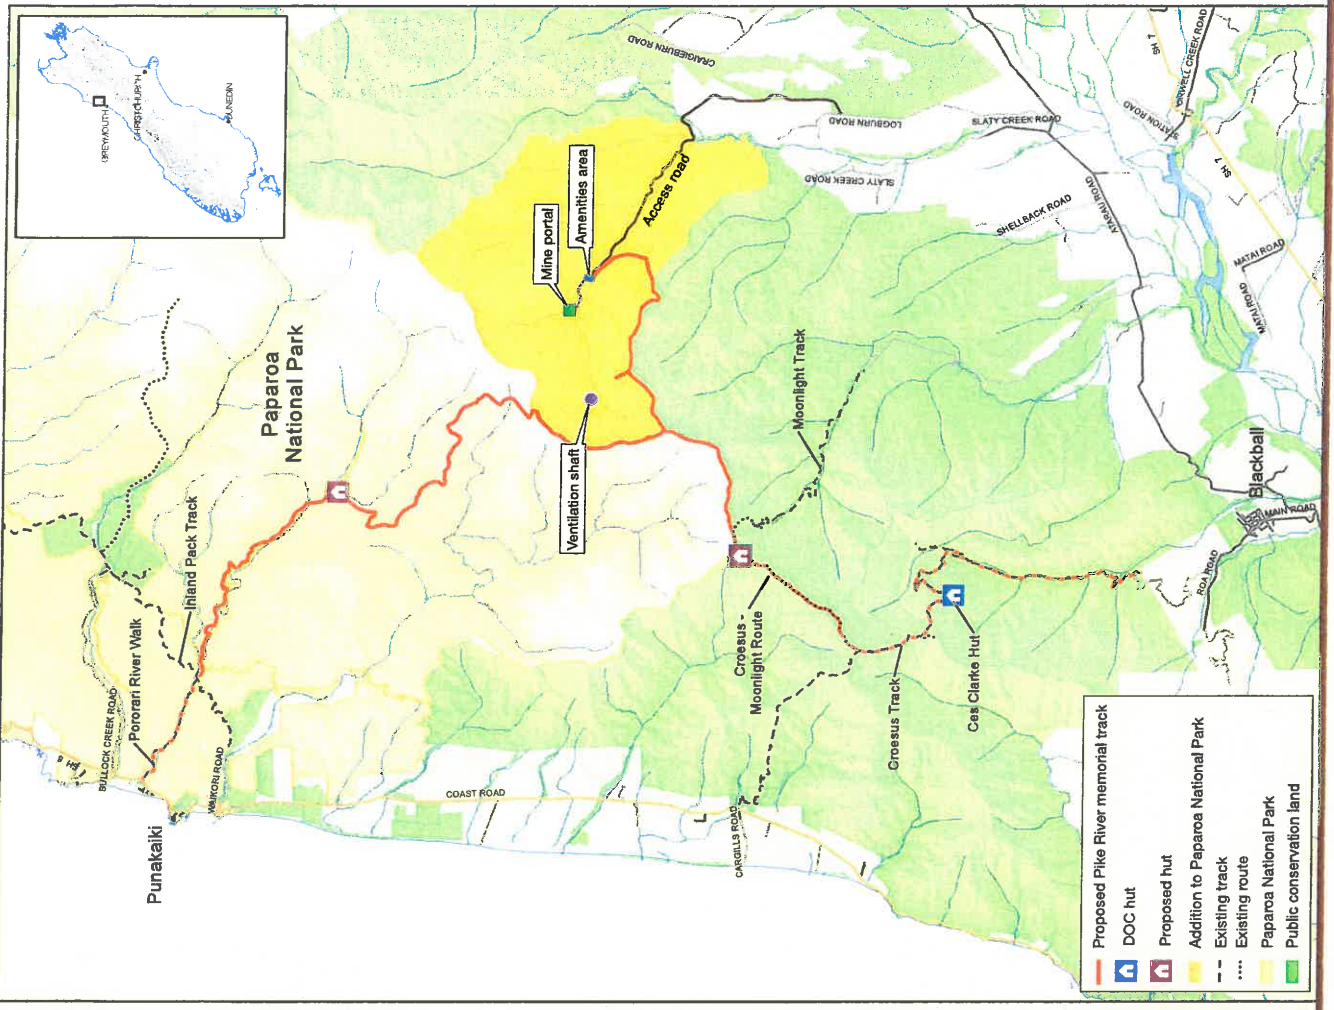 GREYMOUTH
CHRISTCHURCH
DUNEDIN
CRAIGIEBURN ROAD
SH 7
ORWELL CREEK ROAD
STATION ROAD
LOGBURN ROAD
SLATY CREEK ROAD
SLATY CREEK ROAD
SH 7
SHELLBACK ROAD
ATARAU ROAD
MATAI ROAD
MATAI ROAD
Access road
Amenities area
Mine portal
Paparoa
National Park
Ventilation shaft
Moonlight Track
Inland Pack Track
Pororari River Walk
BULLOCK CREEK ROAD
SH 6
WAIKORI ROAD
Punakaiki
COAST ROAD
CARGILLS ROAD
Croesus -
Moonlight Route
Croesus Track
Ces Clarke Hut
Blackball
MAIN ROAD
ROA ROAD
Proposed Pike River memorial track
DOC hut
Proposed hut
Addition to Paparoa National Park
Existing track
Existing route
Paparoa National Park
Public conservation land